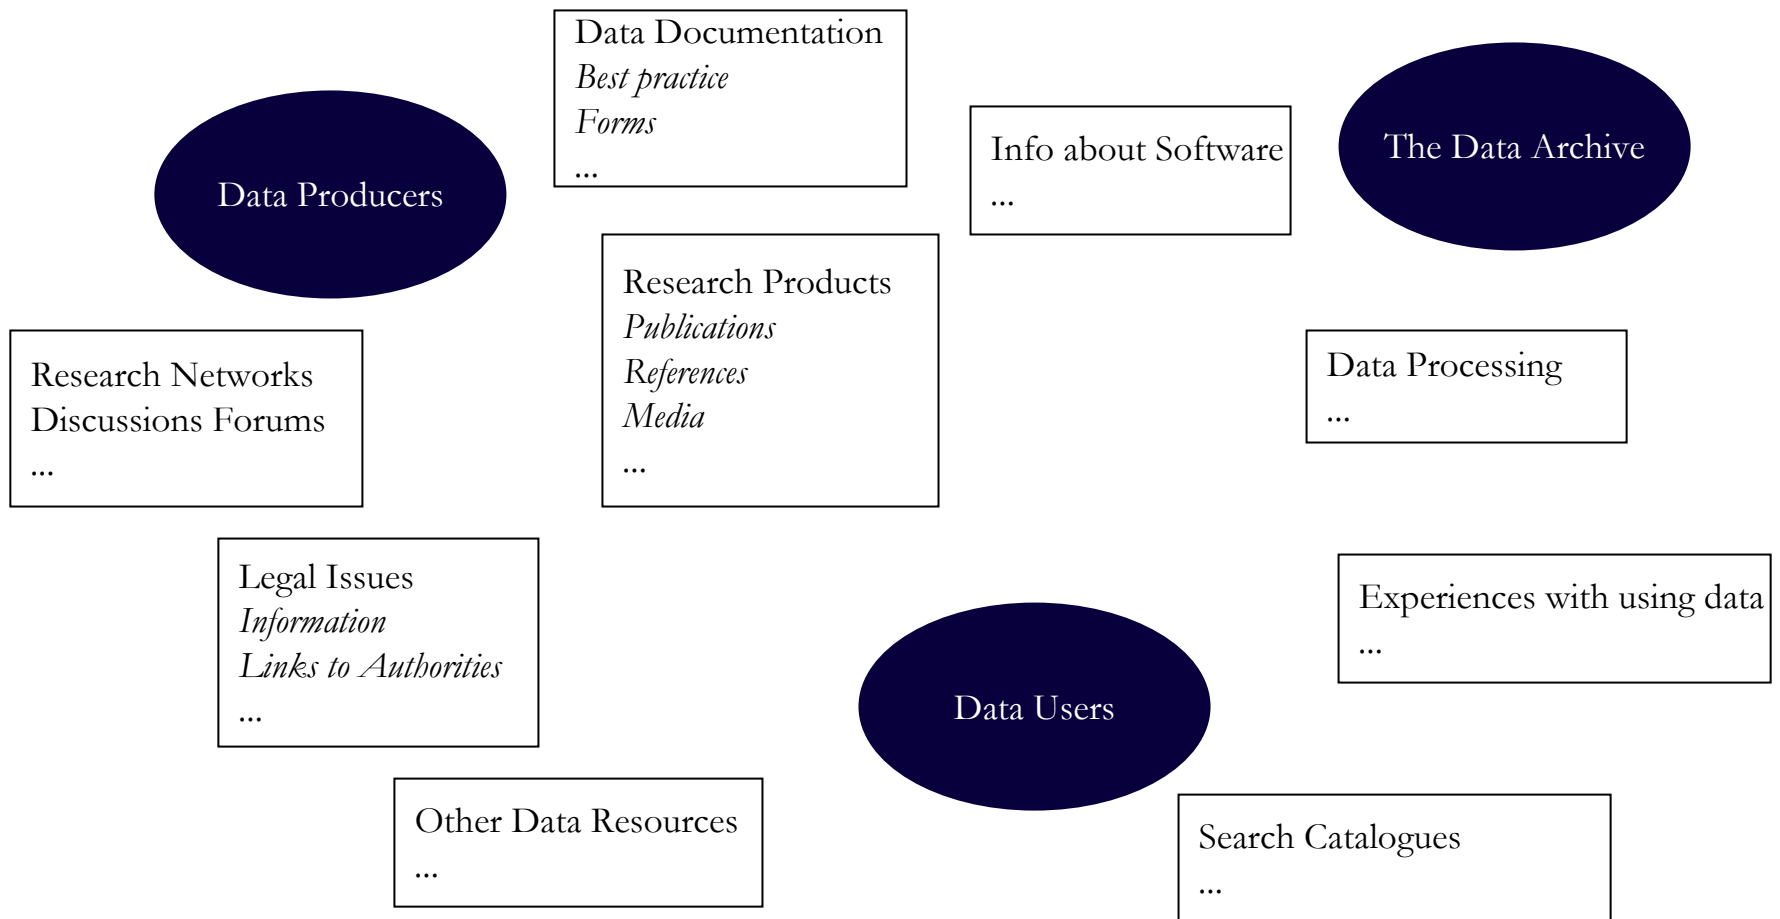 Data Documentation
Best practice
Forms
...
Data Producers
Info about Software
...
The Data Archive
Research Products
Publications
References
Media
...
Research Networks
Discussions Forums
...
Data Processing
...
Legal Issues
Information
Links to Authorities
...
Experiences with using data
...
Data Users
Other Data Resources
...
Search Catalogues
...